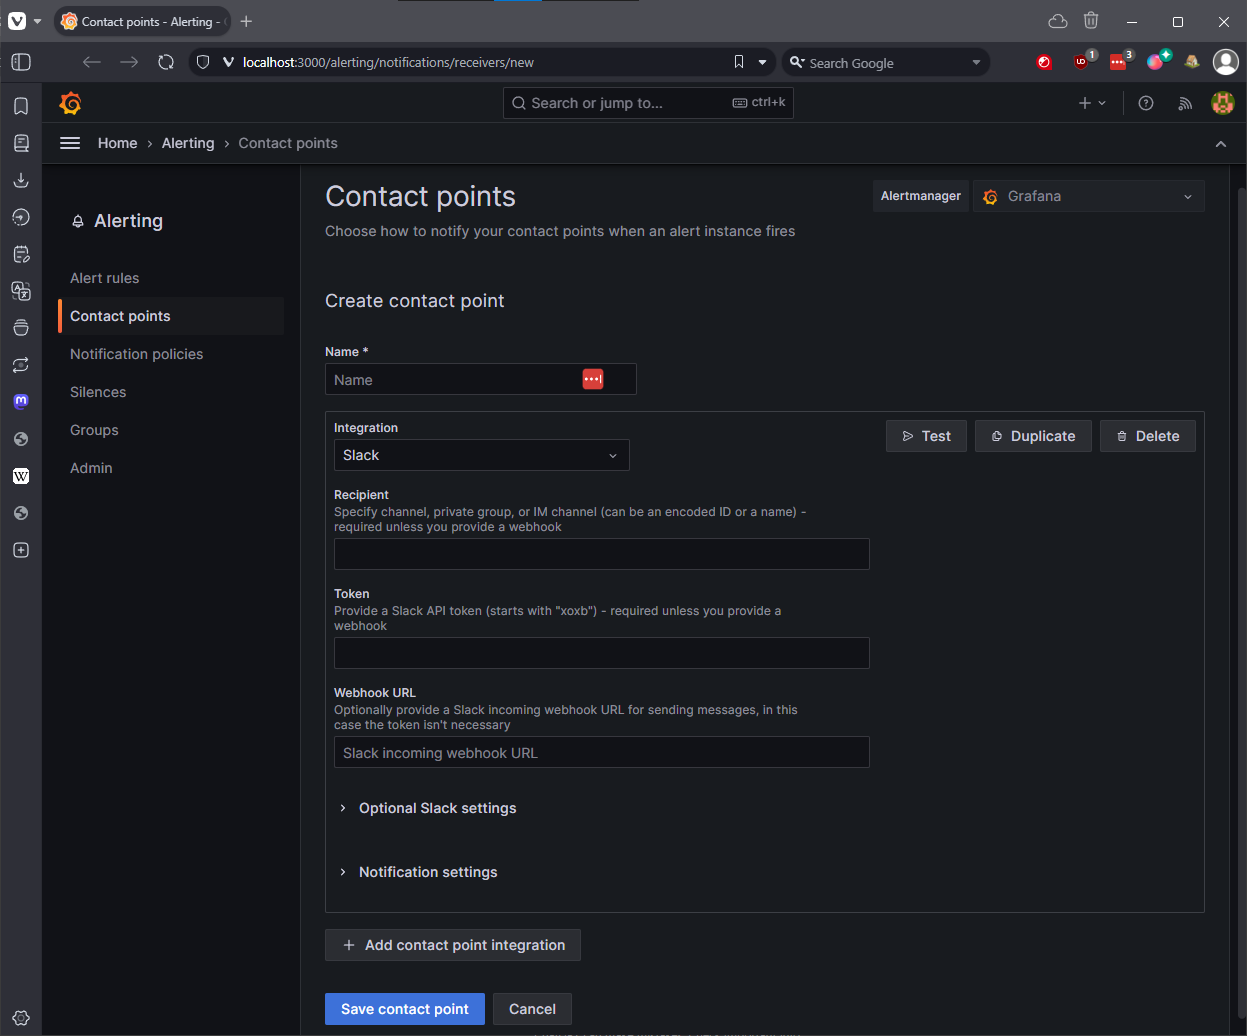 Contact points - Alerting -
localhost:3000/alerting/notifications/receivers/new
Search Google
1
3
Search or jump to...
ctrl+k
Home
Alerting
Contact points
Alerting
Alert rules
Contact points
Notification policies
Silences
Groups
Admin
Contact points
Alertmanager
Grafana
Choose how to notify your contact points when an alert instance fires
Create contact point
Name *
Name
Integration
Test
Duplicate
Delete
Slack
Recipient
Specify channel, private group, or IM channel (can be an encoded ID or a name) -
required unless you provide a webhook
Token
Provide a Slack API token (starts with "xoxb") - required unless you provide a
webhook
Webhook URL
Optionally provide a Slack incoming webhook URL for sending messages, in this
case the token isn't necessary
Slack incoming webhook URL
Optional Slack settings
Notification settings
Add contact point integration
Save contact point
Cancel